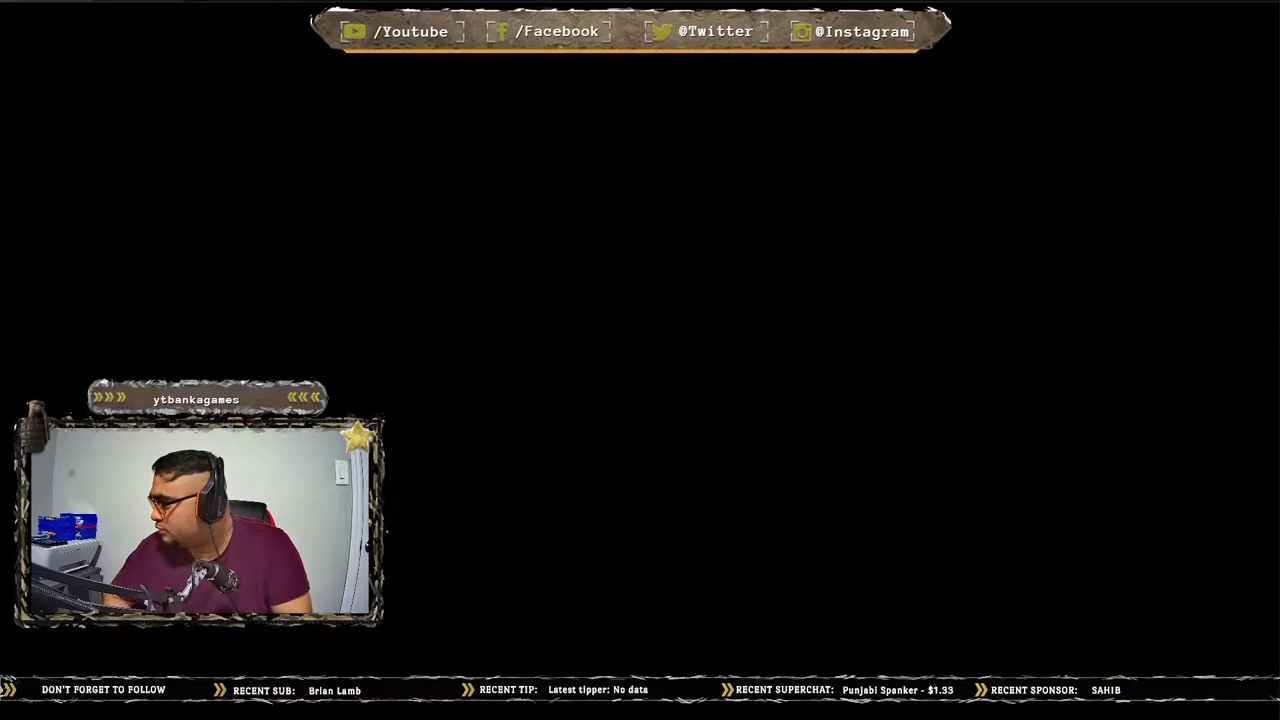 /Youtube /Facebook @Twitter @Instagram
ytbankagames
DON'T FORGET TO FOLLOW RECENT SUB: Brian Lamb RECENT TIP: Latest tipper: No data RECENT SUPERCHAT: Punjabi Spanker - $1.33 RECENT SPONSOR: SAHIB